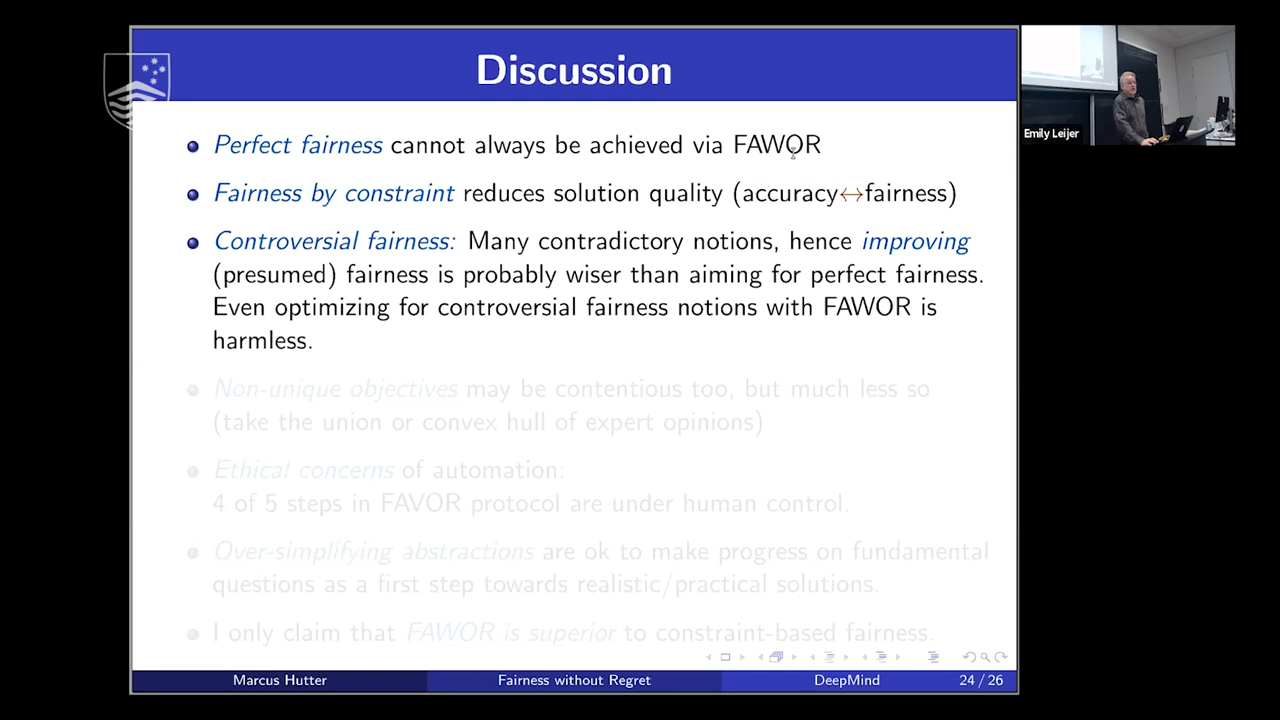 Discussion
Perfect fairness cannot always be achieved via FAWOR
Fairness by constraint reduces solution quality (accuracy↔fairness)
Controversial fairness: Many contradictory notions, hence improving
(presumed) fairness is probably wiser than aiming for perfect fairness.
Even optimizing for controversial fairness notions with FAWOR is
harmless.
Non-unique objectives may be contentious too, but much less so
(take the union or convex hull of expert opinions)
Ethical concerns of automation:
4 of 5 steps in FAVOR protocol are under human control.
Over-simplifying abstractions are ok to make progress on fundamental
questions as a first step towards realistic/practical solutions.
I only claim that FAWOR is superior to constraint-based fairness.
Marcus Hutter
Fairness without Regret
DeepMind
24 / 26
Emily Leijer